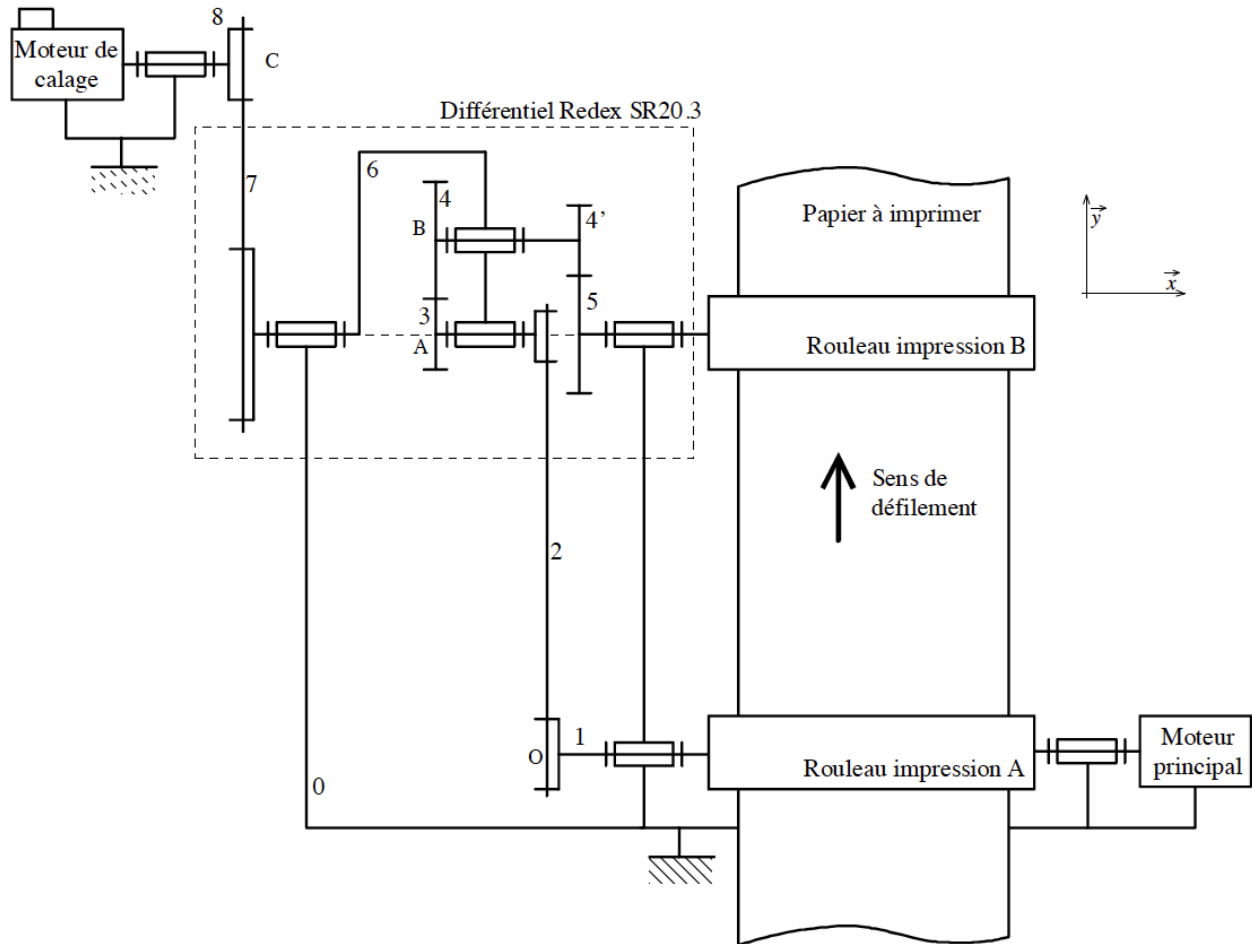 8
Moteur de
calage
C
Différentiel Redex SR20.3
7
6
4
B
4’
3
A
5
Papier à imprimer
y
x
Rouleau impression B
Sens de
défilement
2
1
O
0
Rouleau impression A
Moteur
principal